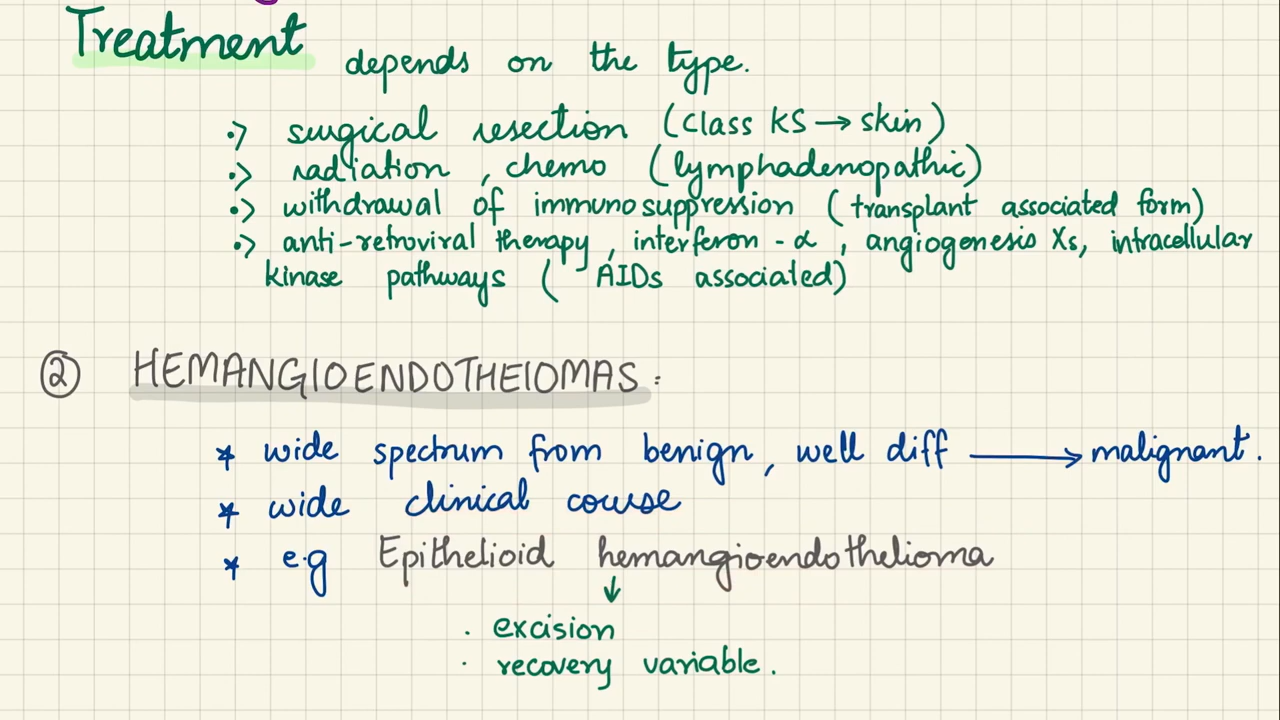 Treatment depends on the type.
•> surgical resection (class KS → skin)
•> radiation, chemo (lymphadenopathic)
•> withdrawal of immunosuppression (transplant associated form)
•> anti-retroviral therapy, interferon - α, angiogenesis Xs, intracellular
kinase pathways ( AIDs associated)
② HEMANGIOENDOTHEIOMAS :
* wide spectrum from benign, well diff ⟶ malignant.
* wide clinical course
* e.g Epithelioid hemangioendothelioma
↓
. excision
. recovery variable.